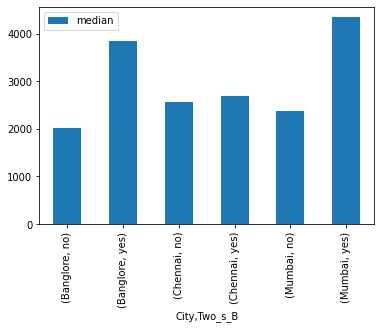 median
4000
3000
2000
1000
0
(Banglore, no)
(Banglore, yes)
(Chennai, no)
(Chennai, yes)
(Mumbai, no)
(Mumbai, yes)
City,Two_s_B